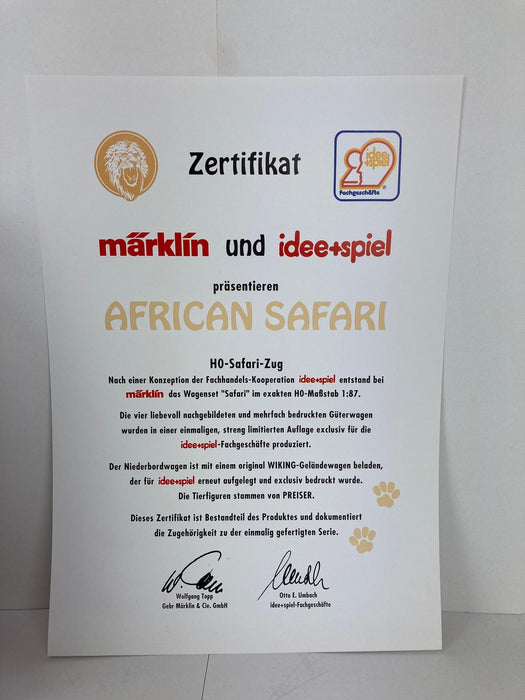 Zertifikat
idee
+spiel
®
Fachgeschäfte
märklin und idee+spiel
präsentieren
AFRICAN SAFARI
H0-Safari-Zug
Nach einer Konzeption der Fachhandels-Kooperation idee+spiel entstand bei
märklin das Wagenset "Safari" im exakten H0-Maßstab 1:87.
Die vier liebevoll nachgebildeten und mehrfach bedruckten Güterwagen
wurden in einer einmaligen, streng limitierten Auflage exclusiv für die
idee+spiel-Fachgeschäfte produziert.
Der Niederbordwagen ist mit einem original WIKING-Geländewagen beladen,
der für idee+spiel erneut aufgelegt und exclusiv bedruckt wurde.
Die Tierfiguren stammen von PREISER.
Dieses Zertifikat ist Bestandteil des Produktes und dokumentiert
die Zugehörigkeit zu der einmalig gefertigten Serie.
Wolfgang Topp
Gebr Märklin & Cie. GmbH
Otto E. Umbach
idee+spiel-Fachgeschäfte